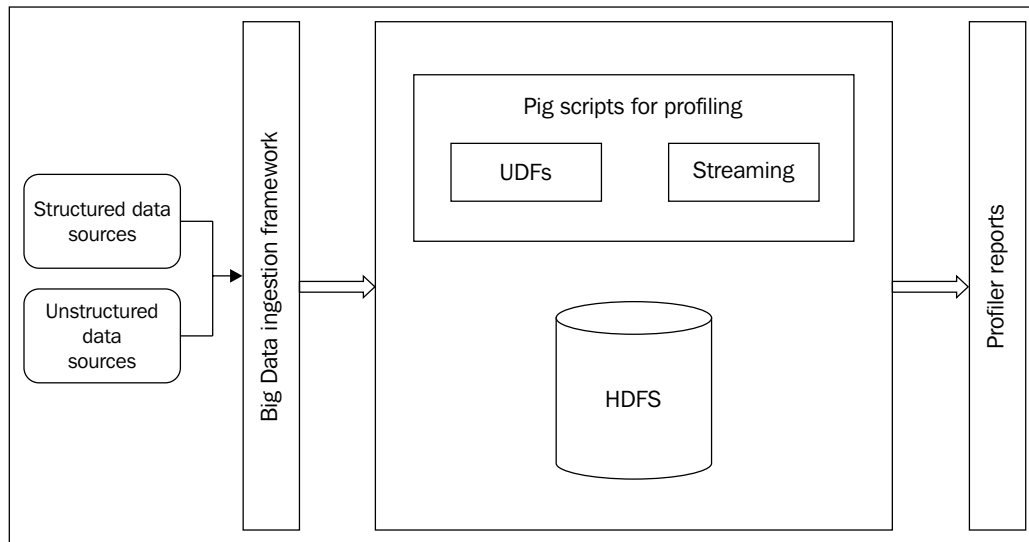 Structured data
sources
Unstructured
data
sources
Big Data ingestion framework
Pig scripts for profiling
UDFs
Streaming
HDFS
Profiler reports